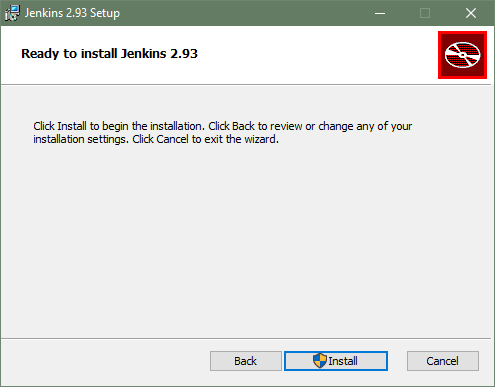 Jenkins 2.93 Setup
Ready to install Jenkins 2.93
Click Install to begin the installation. Click Back to review or change any of your
installation settings. Click Cancel to exit the wizard.
Back
Install
Cancel